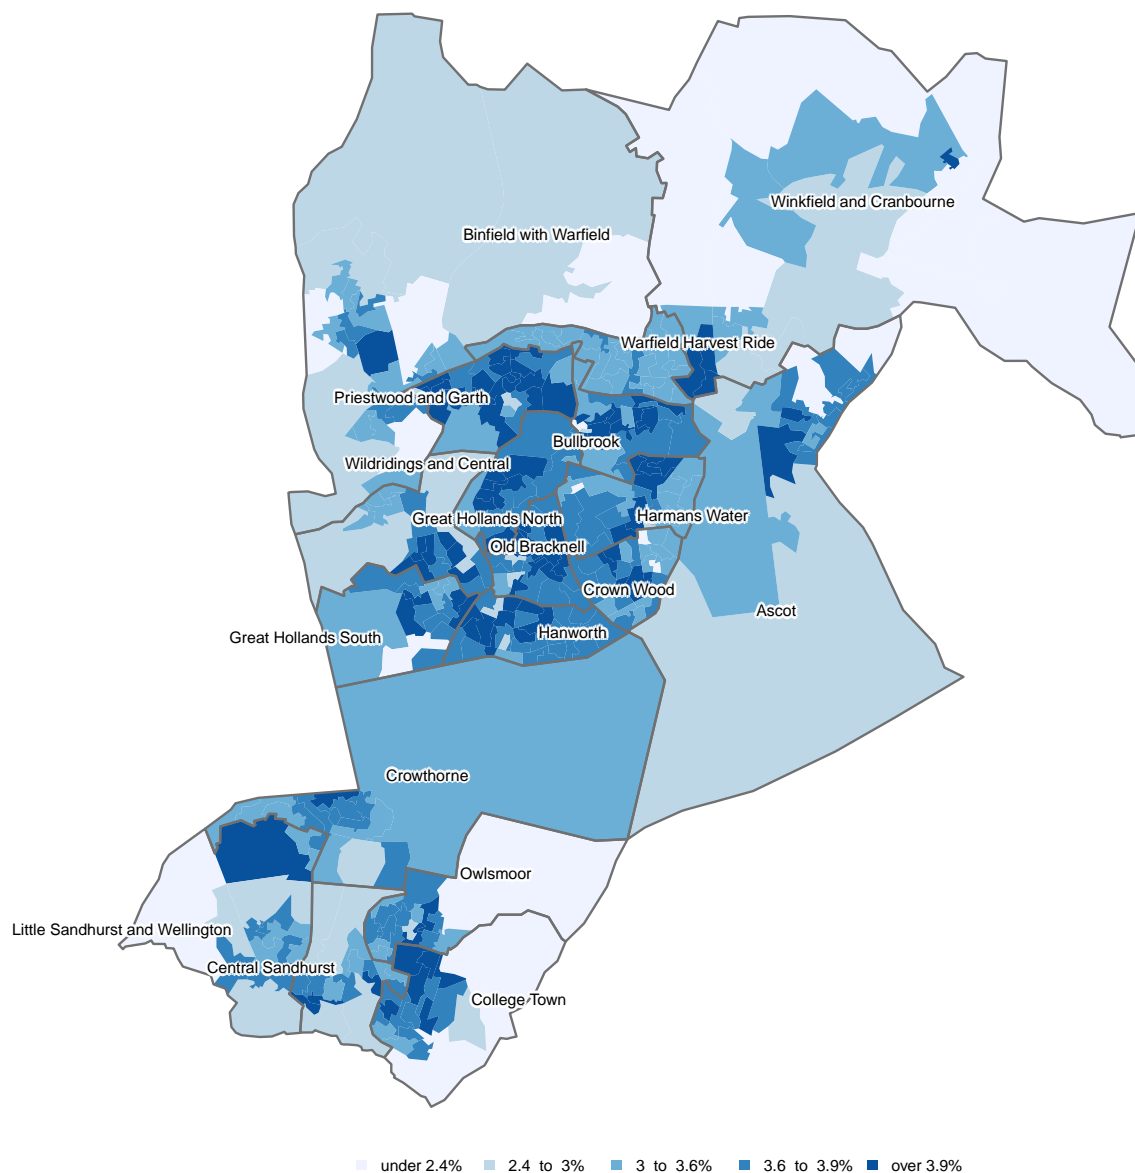 Winkfield and Cranbourne
Binfield with Warfield
Warfield Harvest Ride
Priestwood and Garth
Bullbrook
Wildridings and Central
Great Hollands North
Harmans Water
Old Bracknell
Crown Wood
Ascot
Hanworth
Great Hollands South
Crowthorne
Owlsmoor
Little Sandhurst and Wellington
Central Sandhurst
College Town
under 2.4% 2.4 to 3% 3 to 3.6% 3.6 to 3.9% over 3.9%